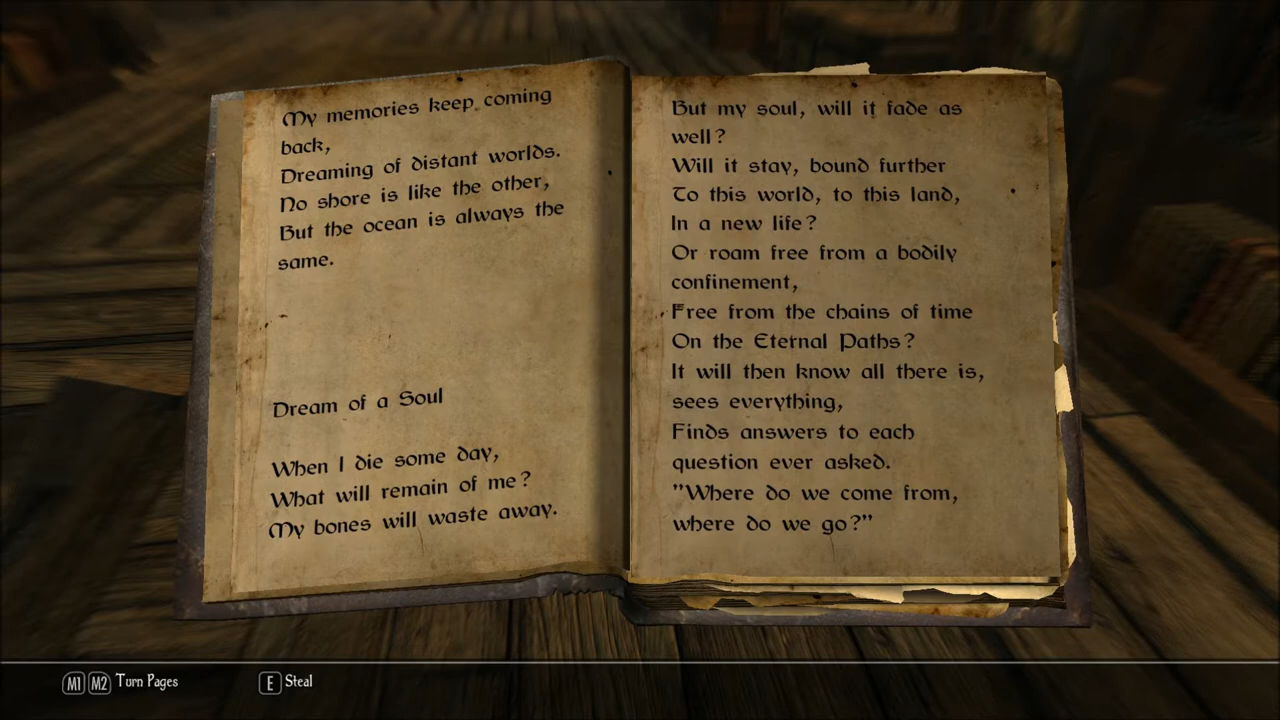 My memories keep coming
back,
Dreaming of distant worlds.
No shore is like the other,
But the ocean is always the
same.
Dream of a Soul
When I die some day,
What will remain of me?
My bones will waste away.
But my soul, will it fade as
well?
Will it stay, bound further
To this world, to this land,
In a new life?
Or roam free from a bodily
confinement,
Free from the chains of time
On the Eternal Paths?
It will then know all there is,
sees everything,
Finds answers to each
question ever asked.
"Where do we come from,
where do we go?"
M1 M2 Turn Pages
E Steal